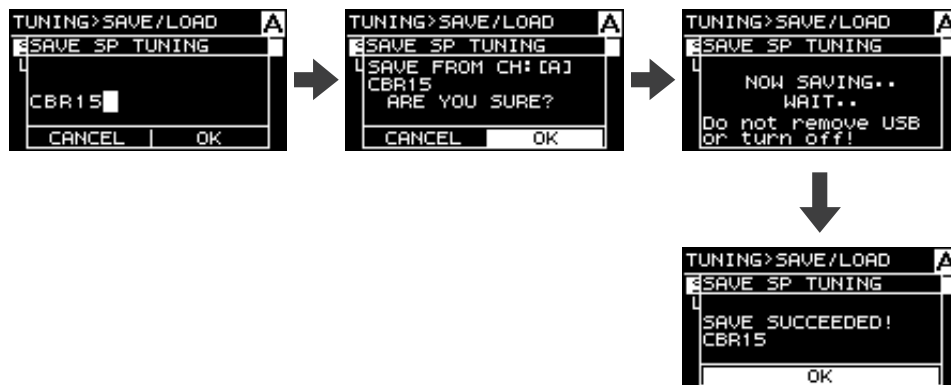 TUNING>SAVE/LOAD A
SAVE SP TUNING
CBR15
CANCEL OK
TUNING>SAVE/LOAD A
SAVE SP TUNING
SAVE FROM CH:[A]
CBR15
ARE YOU SURE?
CANCEL OK
TUNING>SAVE/LOAD A
SAVE SP TUNING
NOW SAVING..
WAIT..
Do not remove USB
or turn off!
TUNING>SAVE/LOAD A
SAVE SP TUNING
SAVE SUCCEEDED!
CBR15
OK